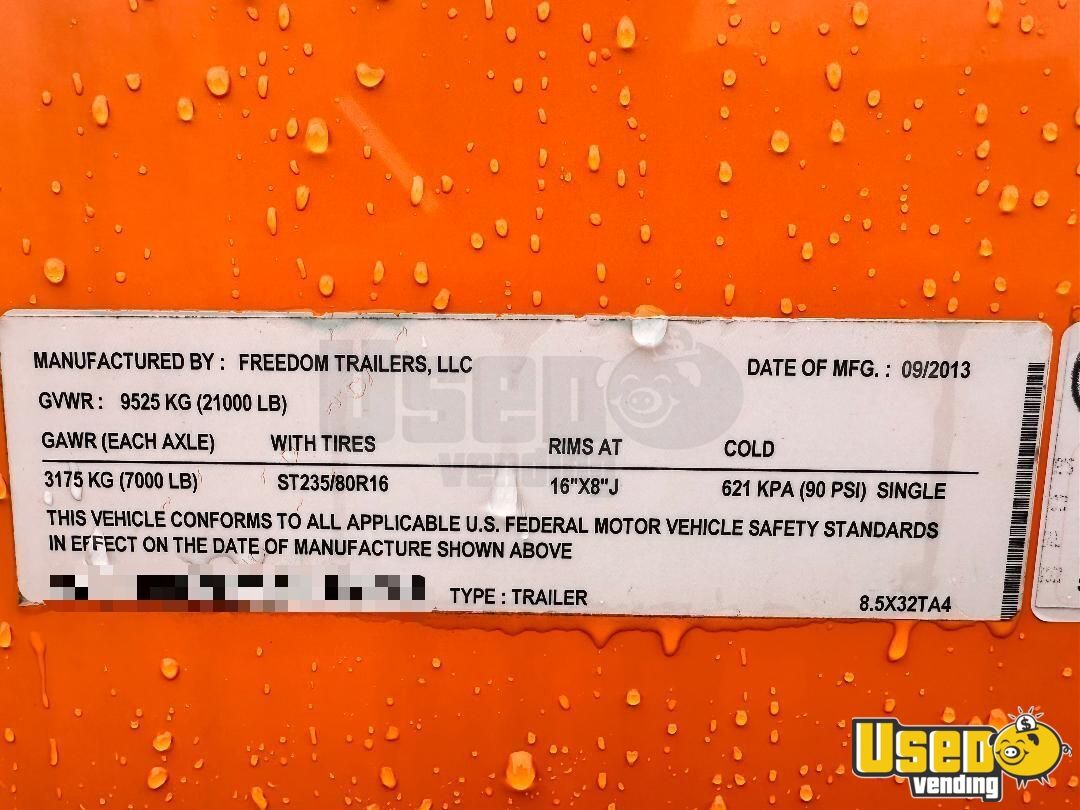 MANUFACTURED BY : FREEDOM TRAILERS, LLC DATE OF MFG. : 09/2013
GVWR : 9525 KG (21000 LB)
GAWR (EACH AXLE) WITH TIRES RIMS AT COLD
3175 KG (7000 LB) ST235/80R16 16"X8"J 621 KPA (90 PSI) SINGLE
THIS VEHICLE CONFORMS TO ALL APPLICABLE U.S. FEDERAL MOTOR VEHICLE SAFETY STANDARDS
IN EFFECT ON THE DATE OF MANUFACTURE SHOWN ABOVE
TYPE : TRAILER 8.5X32TA4
Used
vending
Used
vending